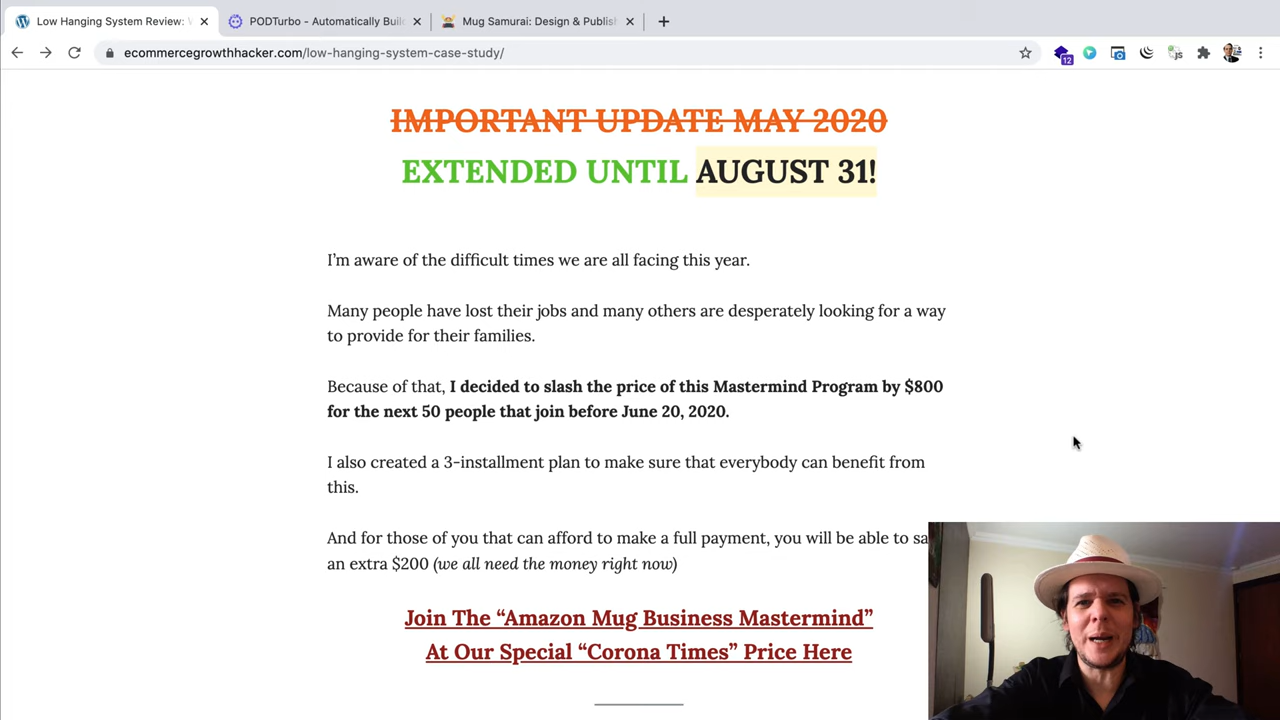 Low Hanging System Review: W
PODTurbo - Automatically Buil
Mug Samurai: Design & Publish
ecommercegrowthhacker.com/low-hanging-system-case-study/
12
JS
IMPORTANT UPDATE MAY 2020
EXTENDED UNTIL AUGUST 31!
I'm aware of the difficult times we are all facing this year.
Many people have lost their jobs and many others are desperately looking for a way
to provide for their families.
Because of that, I decided to slash the price of this Mastermind Program by $800
for the next 50 people that join before June 20, 2020.
I also created a 3-installment plan to make sure that everybody can benefit from
this.
And for those of you that can afford to make a full payment, you will be able to sa
an extra $200 (we all need the money right now)
Join The “Amazon Mug Business Mastermind”
At Our Special “Corona Times” Price Here